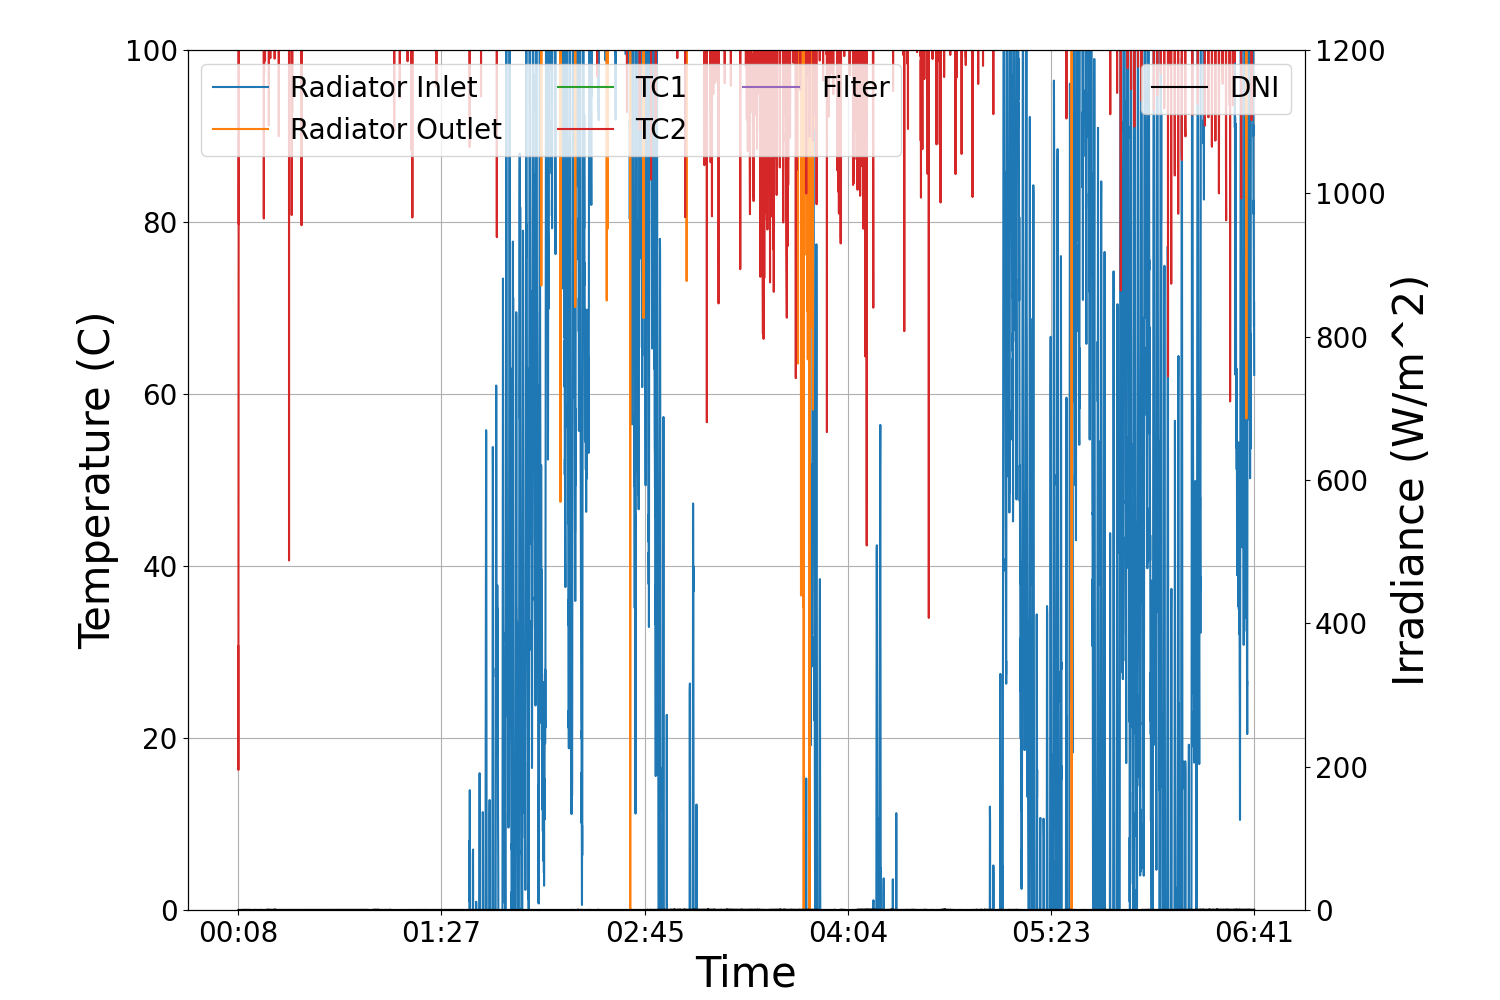 100
80
60
40
20
0
Temperature (C)
1200
1000
800
600
400
200
0
Irradiance (W/m^2)
Radiator Inlet
Radiator Outlet
TC1
TC2
Filter
DNI
00:08 01:27 02:45 04:04 05:23 06:41
Time